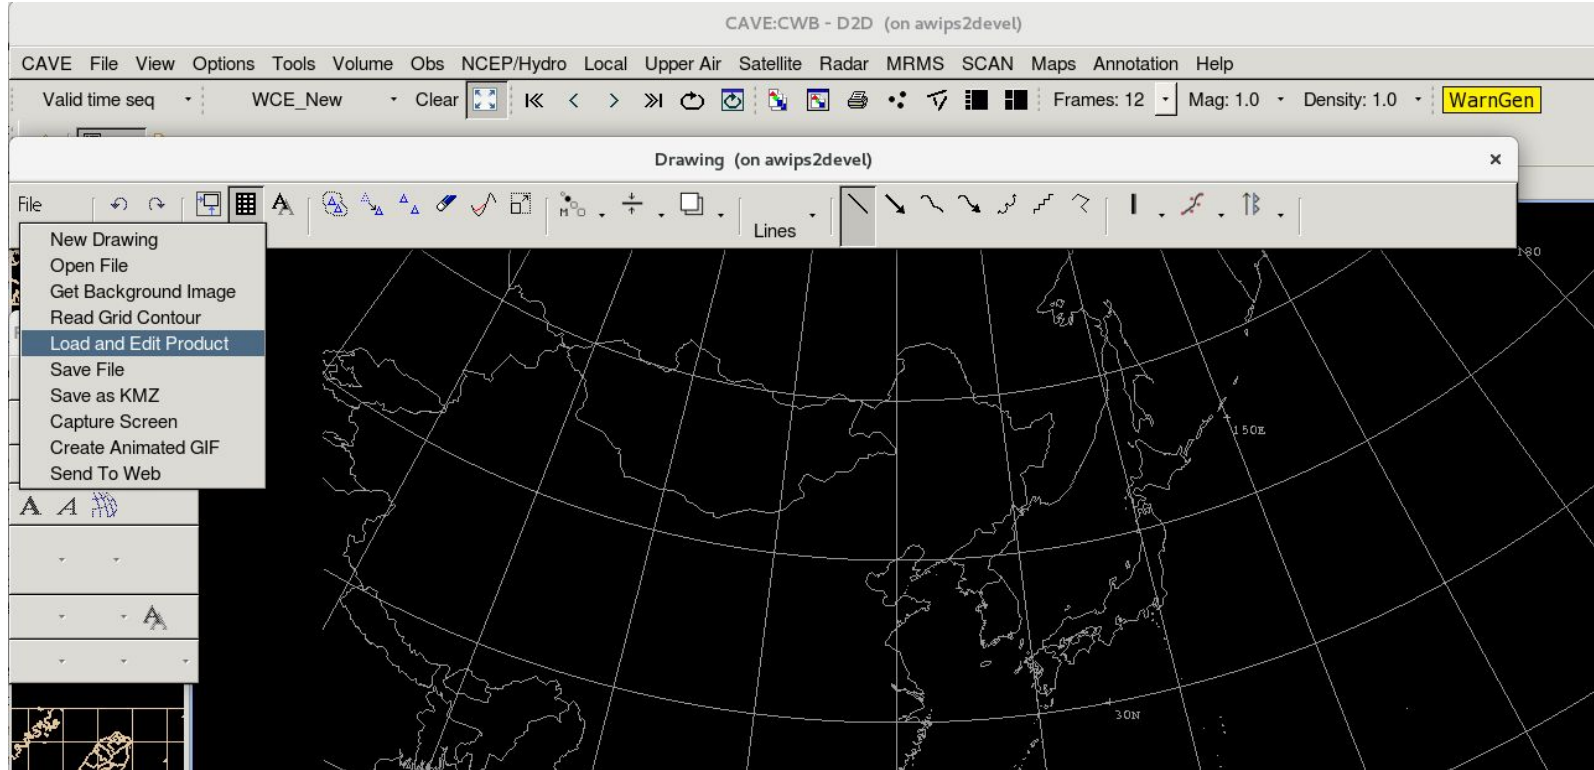 CAVE:CWB - D2D (on awips2devel)
CAVE File View Options Tools Volume Obs NCEP/Hydro Local Upper Air Satellite Radar MRMS SCAN Maps Annotation Help
Valid time seq WCE_New Clear Frames: 12 Mag: 1.0 Density: 1.0 WarnGen
Drawing (on awips2devel)
File
Lines
New Drawing
Open File
Get Background Image
Read Grid Contour
Load and Edit Product
Save File
Save as KMZ
Capture Screen
Create Animated GIF
Send To Web
180
150E
30N